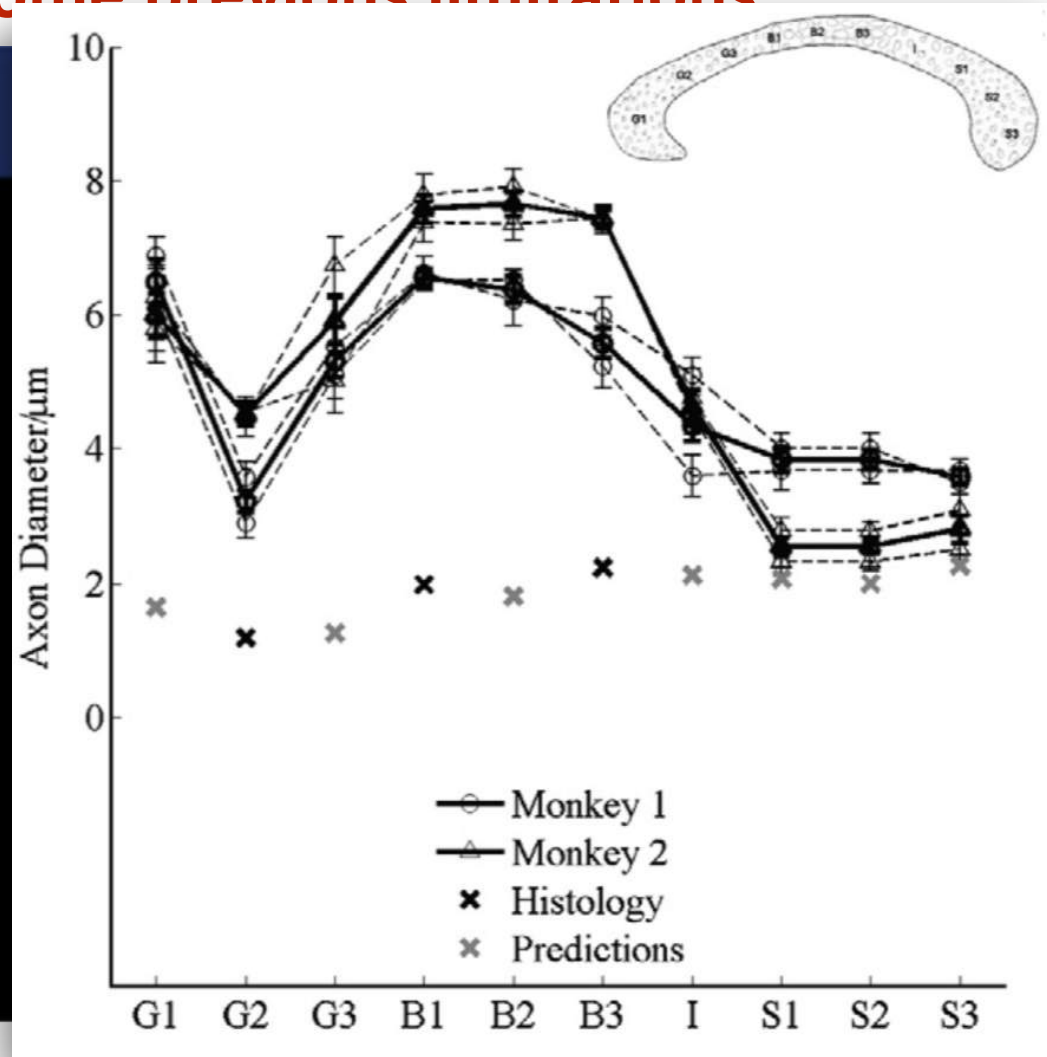 10
G1 G2 G3 B1 B2 B3 I S1 S2 S3
8
6
4
2
0
Axon Diameter/μm
Monkey 1
Monkey 2
Histology
Predictions
G1 G2 G3 B1 B2 B3 I S1 S2 S3